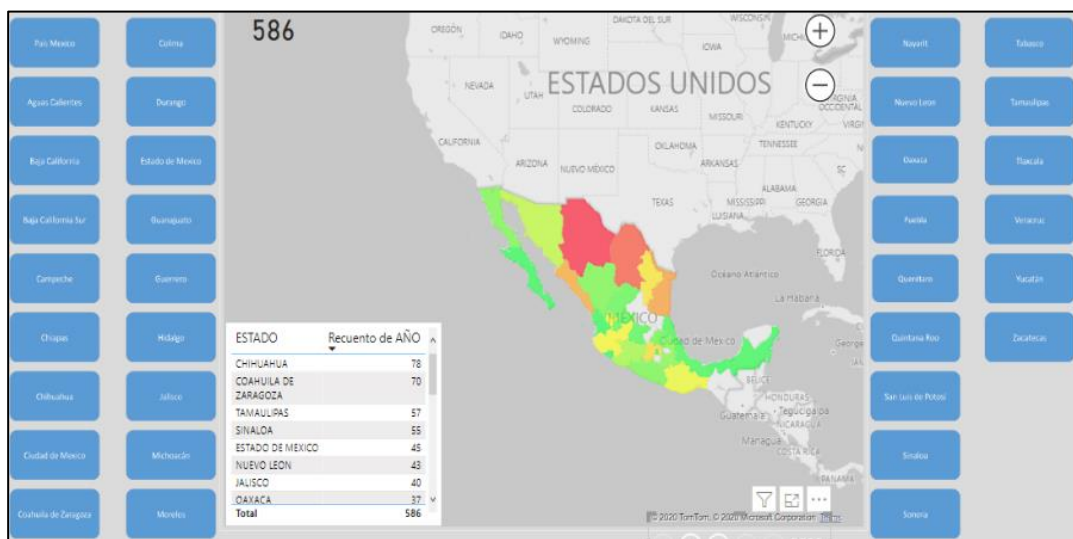 País Mexico
Colima
586
Nayarit
Tabasco
Aguas Calientes
Durango
Nuevo Leon
Tamaulipas
Baja California
Estado de Mexico
Oaxaca
Tlaxcala
Baja California Sur
Guanajuato
Puebla
Veracruz
Campeche
Guerrero
Querétaro
Yucatán
Chiapas
Hidalgo
Quintana Roo
Zacatecas
Chihuahua
Jalisco
San Luis de Potosí
Ciudad de Mexico
Michoacán
Sinaloa
Coahuila de Zaragoza
Morelos
Sonora
OREGÓN
IDAHO
WYOMING
DAKOTA DEL SUR
WISCONSIN
IOWA
NEVADA
UTAH
ESTADOS UNIDOS
COLORADO
KANSAS
MISSOURI
VIRGINIA
OCCIDENTAL
KENTUCKY
CALIFORNIA
OKLAHOMA
TENNESSEE
ARIZONA
NUEVO MÉXICO
ARKANSAS
SC
ALABAMA
TEXAS
MISSISSIPPI
GEORGIA
LUISIANA
FLORIDA
Océano Atlántico
La Habana
MÉXICO
Ciudad de México
BELICE
HONDURAS
Guatemala
Tegucigalpa
NICARAGUA
Managua
COSTA RICA
PANAMÁ
ESTADO Recuento de AÑO
CHIHUAHUA 78
COAHUILA DE 70
ZARAGOZA
TAMAULIPAS 57
SINALOA 55
ESTADO DE MEXICO 45
NUEVO LEON 43
JALISCO 40
OAXACA 37
Total 586
© 2020 TomTom, © 2020 Microsoft Corporation Terms